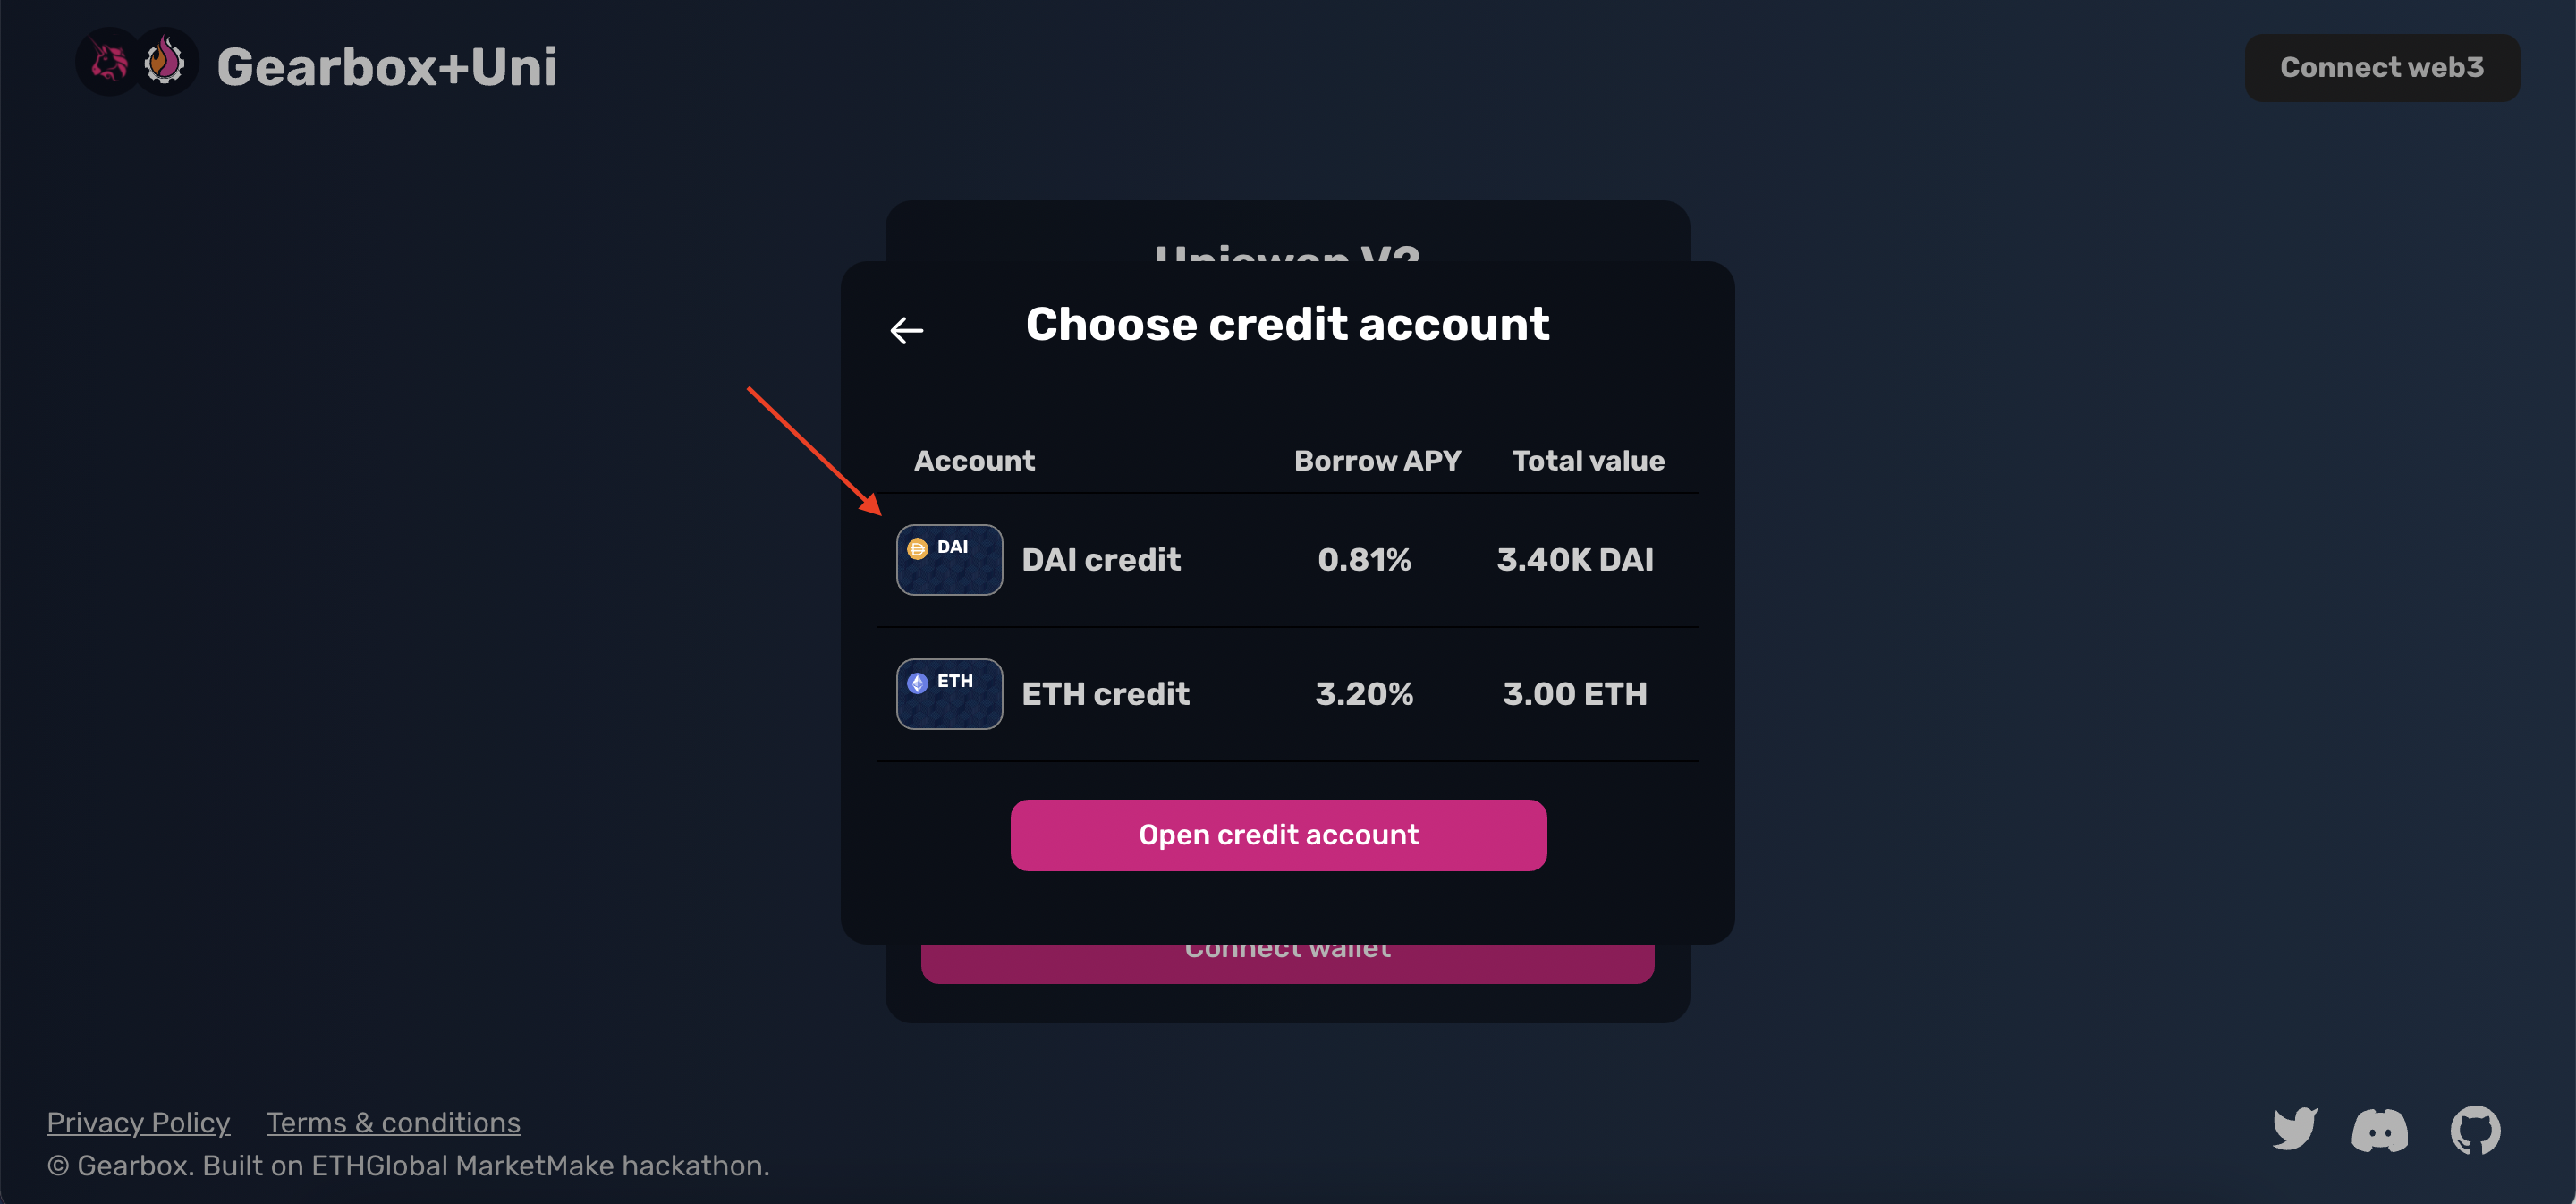 Gearbox+Uni
Connect web3
Uniswap V2
Choose credit account
Account Borrow APY Total value
DAI DAI credit 0.81% 3.40K DAI
ETH ETH credit 3.20% 3.00 ETH
Open credit account
Connect wallet
Privacy Policy Terms & conditions
© Gearbox. Built on ETHGlobal MarketMake hackathon.